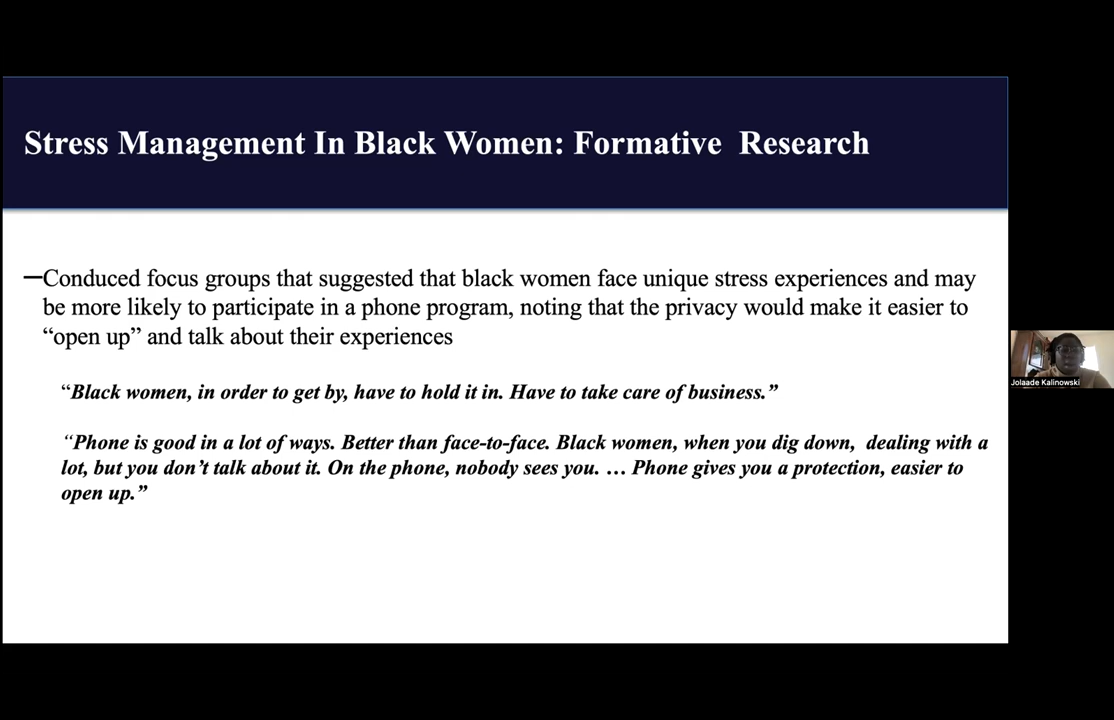 Stress Management In Black Women: Formative Research
—Conduced focus groups that suggested that black women face unique stress experiences and may
be more likely to participate in a phone program, noting that the privacy would make it easier to
“open up” and talk about their experiences
“Black women, in order to get by, have to hold it in. Have to take care of business.”
“Phone is good in a lot of ways. Better than face-to-face. Black women, when you dig down, dealing with a
lot, but you don’t talk about it. On the phone, nobody sees you. … Phone gives you a protection, easier to
open up.”
Jolaade Kalinowski